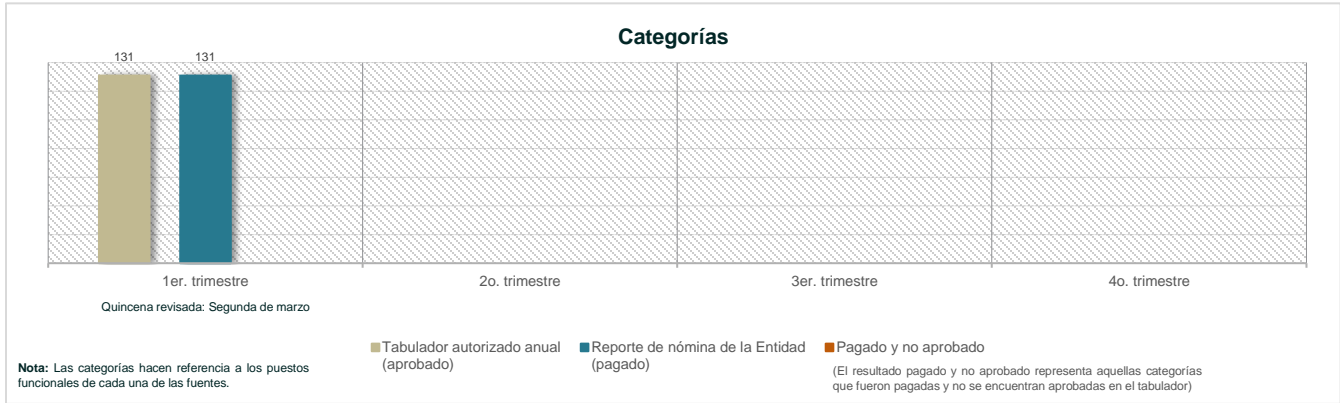 Categorías
131 131
1er. trimestre 2o. trimestre 3er. trimestre 4o. trimestre
Quincena revisada: Segunda de marzo
Tabulador autorizado anual
(aprobado)
Reporte de nómina de la Entidad
(pagado)
Pagado y no aprobado
(El resultado pagado y no aprobado representa aquellas categorías
que fueron pagadas y no se encuentran aprobadas en el tabulador)
Nota: Las categorías hacen referencia a los puestos
funcionales de cada una de las fuentes.